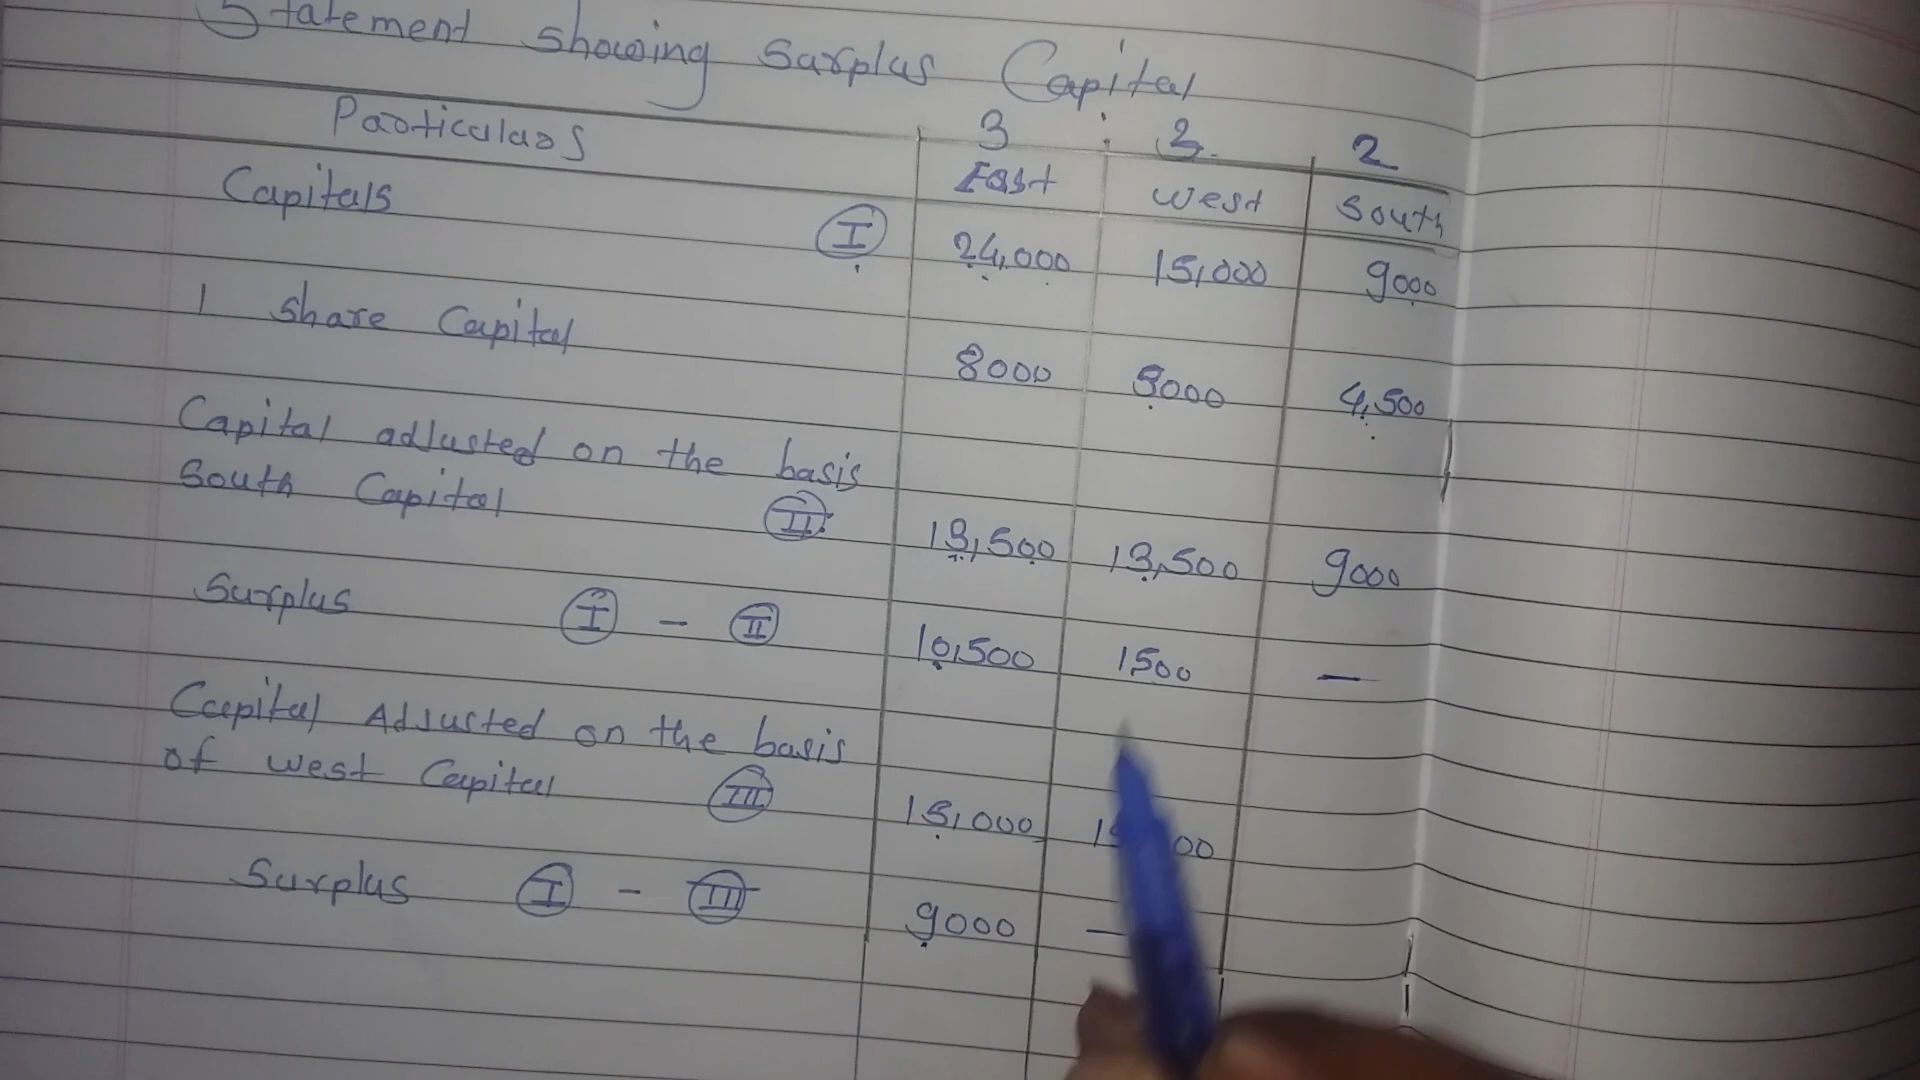 Statement showing Surplus Capital
Particulars 3 : 3 2
East West South
Capitals I 24,000 15,000 9000
1 Share Capital 8000 5000 4,500
Capital adjusted on the basis
South Capital II 13,500 13,500 9000
Surplus I - II 10,500 1500 —
Capital Adjusted on the basis
of west Capital III 15,000
Surplus I - III 9000 —